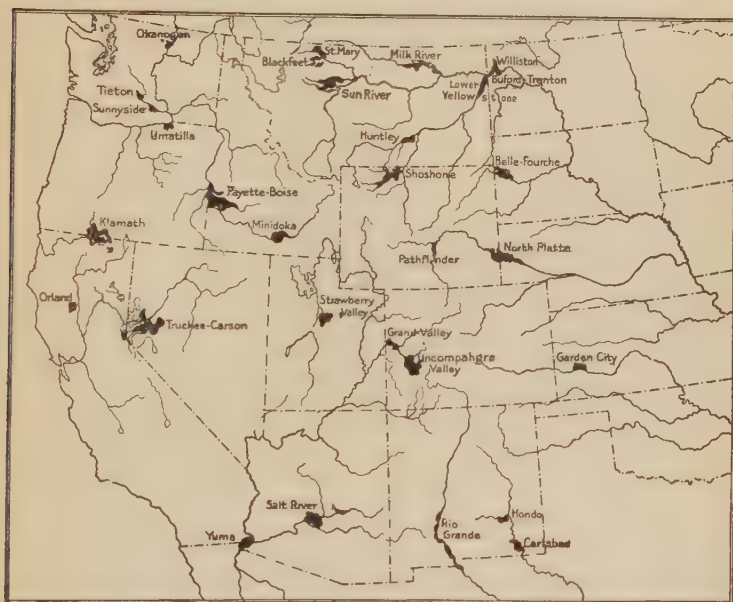 Okanogan
St. Mary
Milk River
Blackfeet
Williston
Buford-Trenton
Lower
Yellowstone
Sun River
Tieton
Sunnyside
Umatilla
Huntley
Shoshone
Belle-Fourche
Payette-Boise
Minidoka
Klamath
Pathfinder
North Platte
Orland
Truckee-Carson
Strawberry
Valley
Grand Valley
Uncompahgre
Valley
Garden City
Salt River
Hondo
Rio
Grande
Carlsbad
Yuma